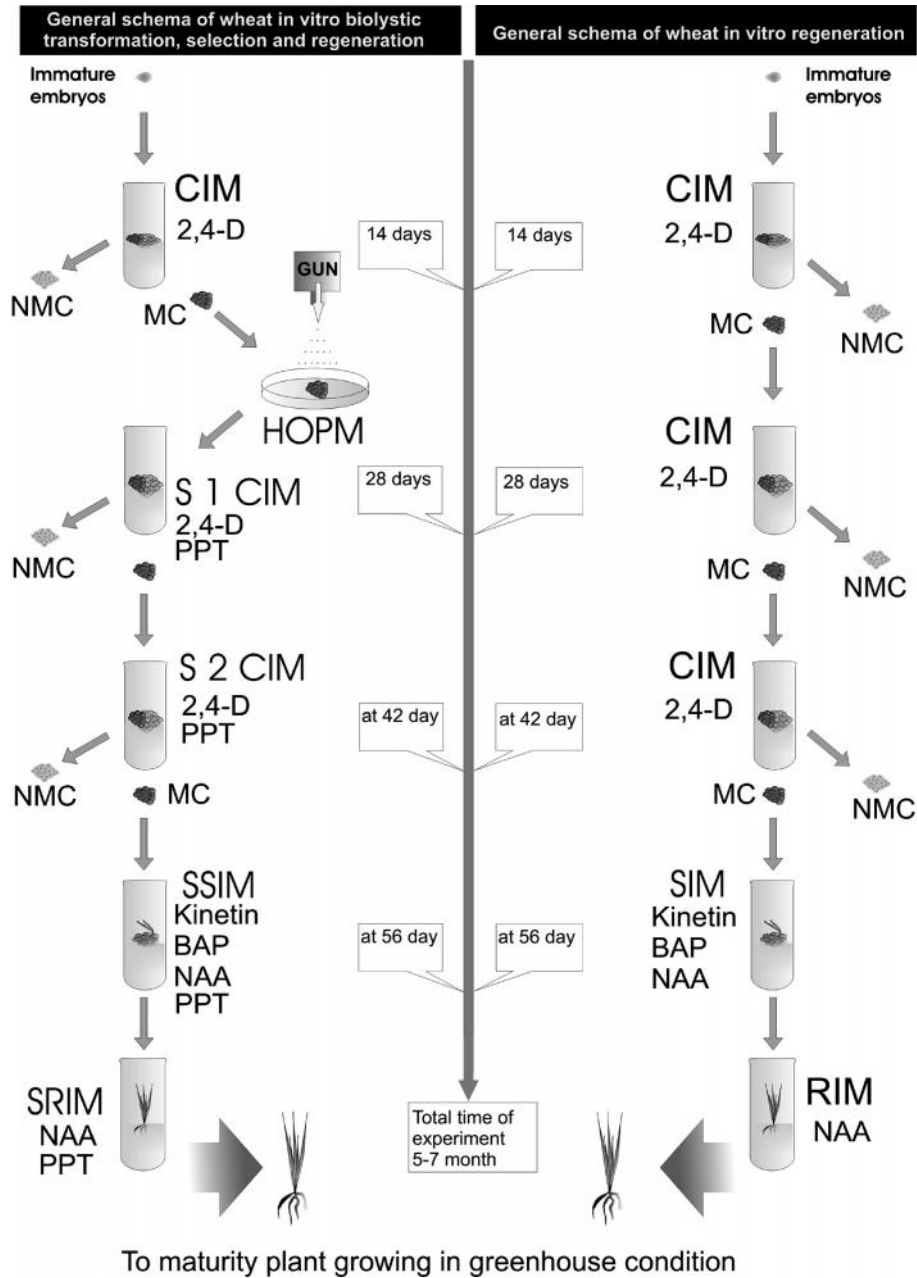 General schema of wheat in vitro biolystic
transformation, selection and regeneration
General schema of wheat in vitro regeneration
Immature
embryos
CIM
2,4-D
NMC
MC
GUN
HOPM
S 1 CIM
2,4-D
PPT
NMC
S 2 CIM
2,4-D
PPT
NMC
MC
SSIM
Kinetin
BAP
NAA
PPT
SRIM
NAA
PPT
14 days
14 days
28 days
28 days
at 42 day
at 42 day
at 56 day
at 56 day
Total time of
experiment
5-7 month
Immature
embryos
CIM
2,4-D
MC
NMC
CIM
2,4-D
MC
NMC
CIM
2,4-D
MC
NMC
SIM
Kinetin
BAP
NAA
RIM
NAA
To maturity plant growing in greenhouse condition